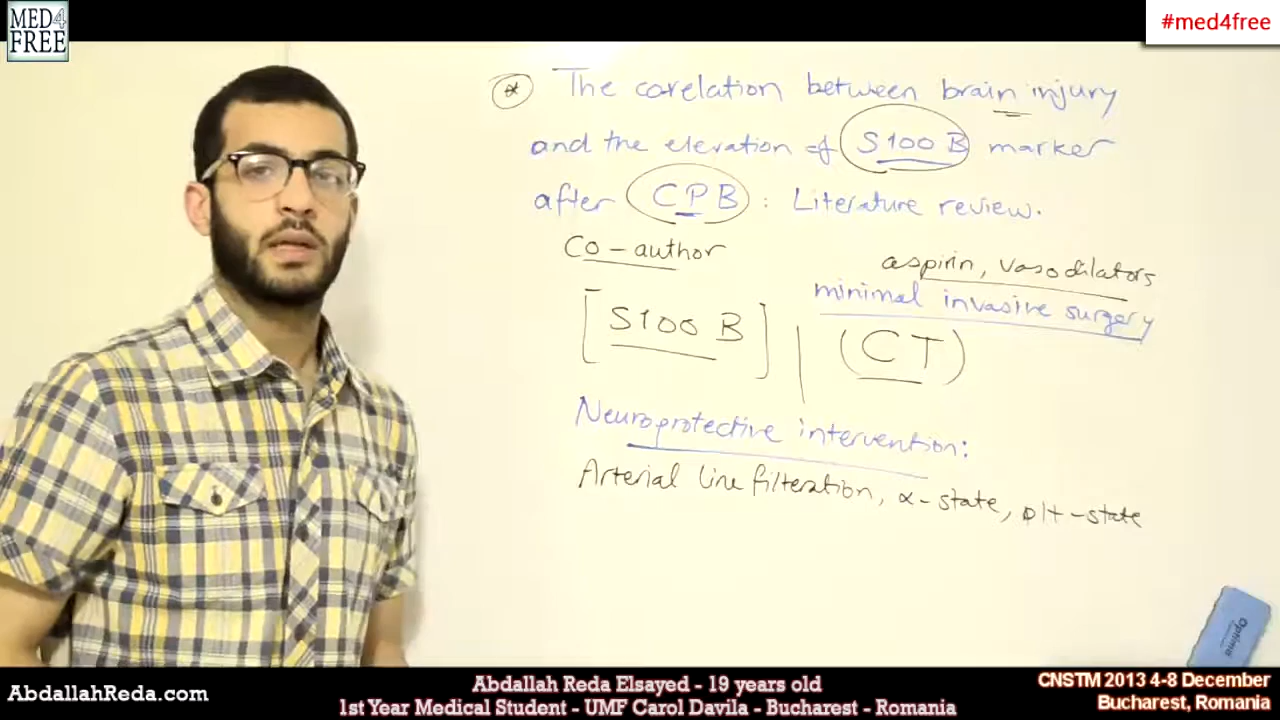 MED4
FREE
#med4free
* The corelation between brain injury
and the elevation of S100 B marker
after CPB : Literature review.
Co-author
aspirin, vasodilators
minimal invasive surgery
[S100 B] | (CT)
Neuroprotective intervention:
Arterial line filteration, α-state, pH-state
Optima
AbdallahReda.com
Abdallah Reda Elsayed - 19 years old
1st Year Medical Student - UMF Carol Davila - Bucharest - Romania
CNSTM 2013 4-8 December
Bucharest, Romania